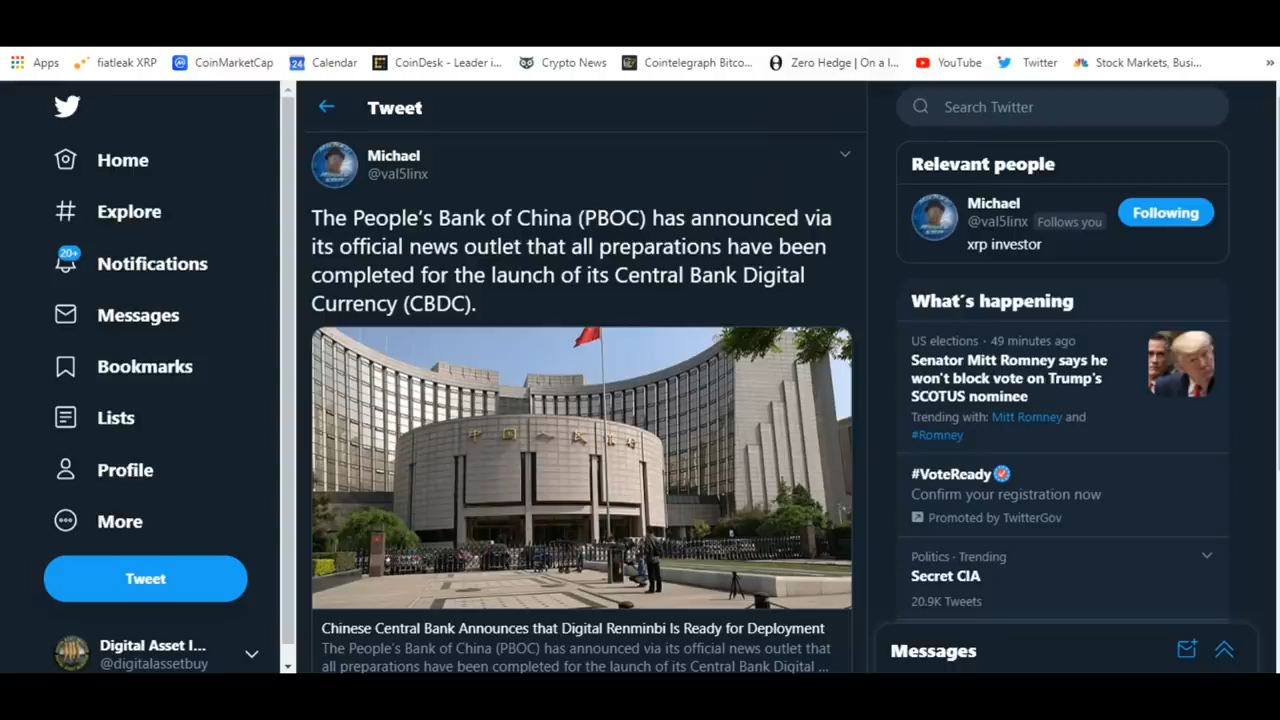 Apps
fiatleak XRP
CoinMarketCap
24
Calendar
CoinDesk - Leader i...
Crypto News
Cointelegraph Bitco...
Zero Hedge | On a l...
YouTube
Twitter
Stock Markets, Busi...
»
Home
Explore
20+
Notifications
Messages
Bookmarks
Lists
Profile
More
Tweet
Digital Asset I...
@digitalassetbuy
Tweet
Michael
@val5linx
The People's Bank of China (PBOC) has announced via
its official news outlet that all preparations have been
completed for the launch of its Central Bank Digital
Currency (CBDC).
中国人民银行
Chinese Central Bank Announces that Digital Renminbi Is Ready for Deployment
The People's Bank of China (PBOC) has announced via its official news outlet that
all preparations have been completed for the launch of its Central Bank Digital ...
Search Twitter
Relevant people
Michael
@val5linx Follows you
Following
xrp investor
What's happening
US elections · 49 minutes ago
Senator Mitt Romney says he
won't block vote on Trump's
SCOTUS nominee
Trending with: Mitt Romney and
#Romney
#VoteReady
Confirm your registration now
Promoted by TwitterGov
Politics · Trending
Secret CIA
20.9K Tweets
Messages